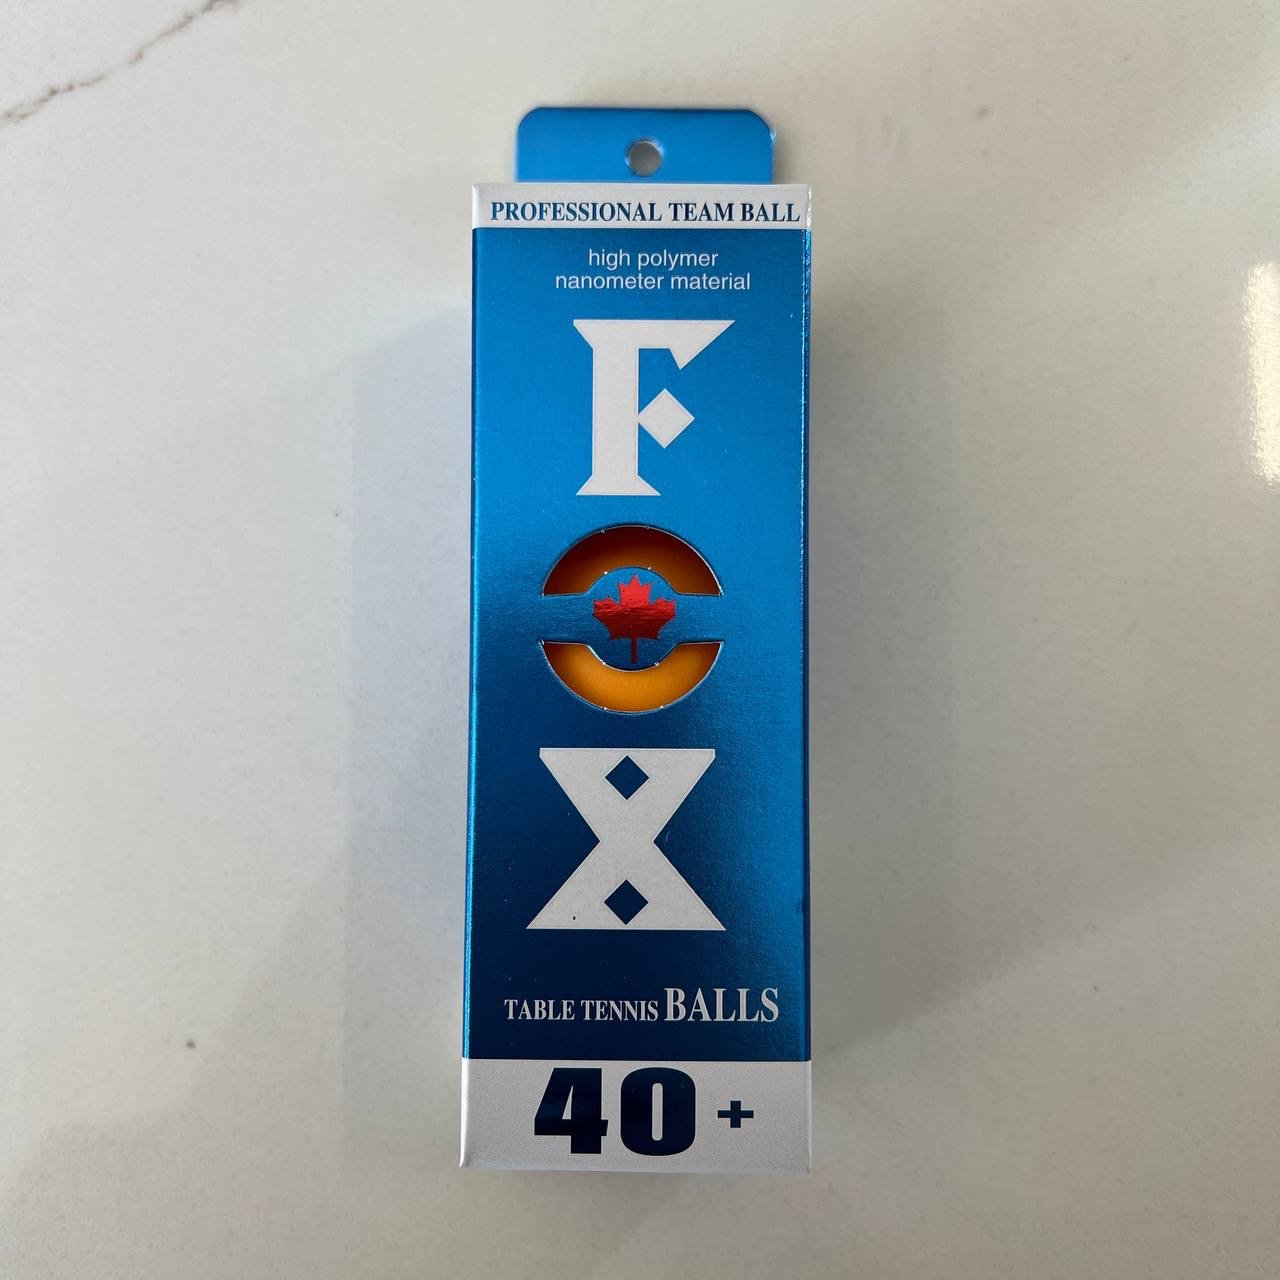 PROFESSIONAL TEAM BALL
high polymer
nanometer material
F
O
X
TABLE TENNIS BALLS
40+